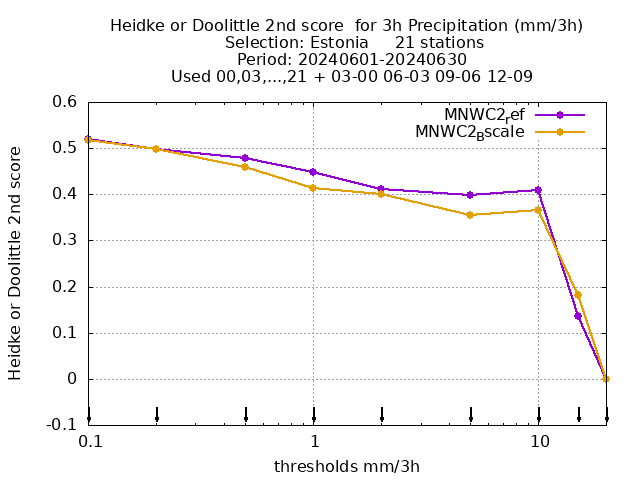 Heidke or Doolittle 2nd score  for 3h Precipitation (mm/3h)
Selection: Estonia     21 stations
Period: 20240601-20240630
Used 00,03,...,21 + 03-00 06-03 09-06 12-09
MNWC2_ref
MNWC2_Bscale
Heidke or Doolittle 2nd score
0.6
0.5
0.4
0.3
0.2
0.1
0
-0.1
0.1
1
10
thresholds mm/3h